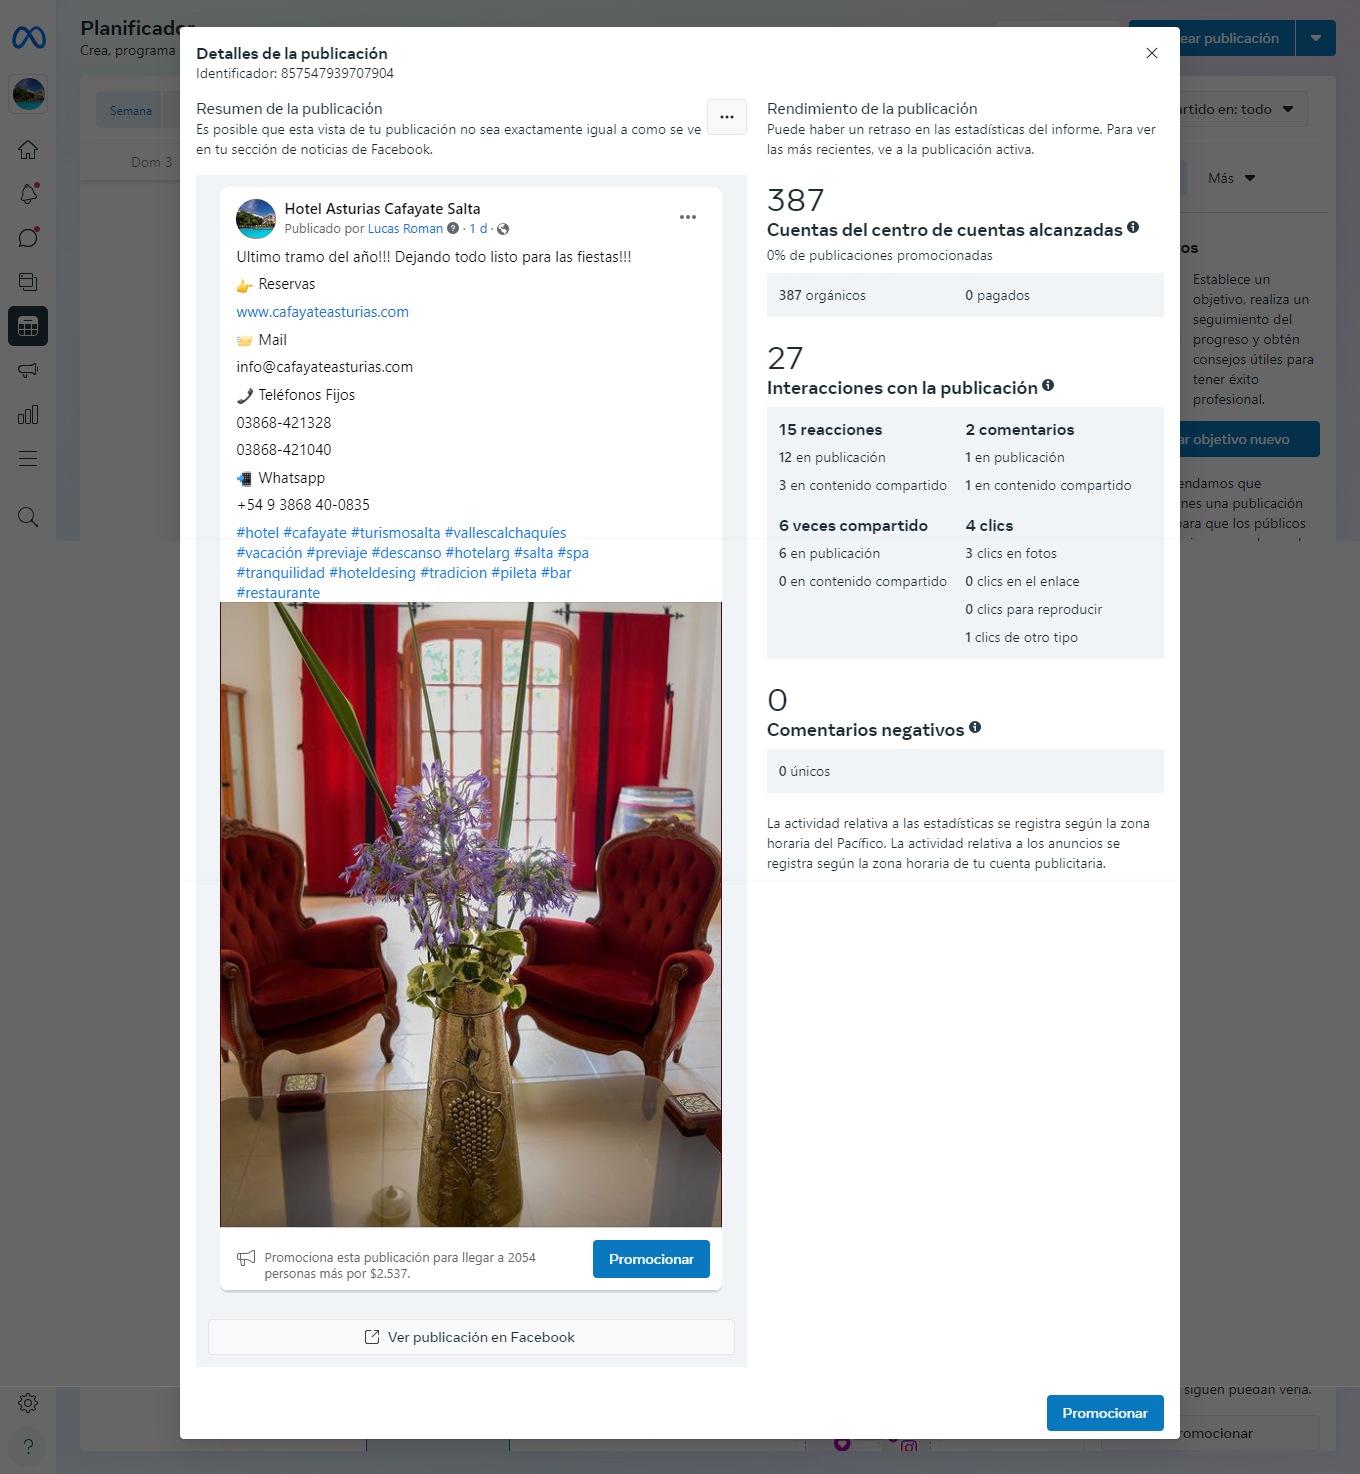 Planificador
Crea, programa
Semana
Dom 3
ear publicación
rtido en: todo
Más
os
Establece un
objetivo, realiza un
seguimiento del
progreso y obtén
consejos útiles para
tener éxito
profesional.
ar objetivo nuevo
endamos que
nes una publicación
para que los públicos
siguen puedan verla.
romocionar
Detalles de la publicación
Identificador: 857547939707904
Resumen de la publicación
Es posible que esta vista de tu publicación no sea exactamente igual a como se ve
en tu sección de noticias de Facebook.
Hotel Asturias Cafayate Salta
Publicado por Lucas Roman · 1 d ·
Ultimo tramo del año!!! Dejando todo listo para las fiestas!!!
👉 Reservas
www.cafayateasturias.com
📨 Mail
info@cafayateasturias.com
📞 Teléfonos Fijos
03868-421328
03868-421040
📲 Whatsapp
+54 9 3868 40-0835
#hotel #cafayate #turismosalta #vallescalchaquíes
#vacación #previaje #descanso #hotelarg #salta #spa
#tranquilidad #hoteldesing #tradicion #pileta #bar
#restaurante
Promociona esta publicación para llegar a 2054
personas más por $2.537.
Promocionar
Ver publicación en Facebook
Rendimiento de la publicación
Puede haber un retraso en las estadísticas del informe. Para ver
las más recientes, ve a la publicación activa.
387
Cuentas del centro de cuentas alcanzadas
0% de publicaciones promocionadas
387 orgánicos
0 pagados
27
Interacciones con la publicación
15 reacciones
12 en publicación
3 en contenido compartido
2 comentarios
1 en publicación
1 en contenido compartido
6 veces compartido
6 en publicación
0 en contenido compartido
4 clics
3 clics en fotos
0 clics en el enlace
0 clics para reproducir
1 clics de otro tipo
0
Comentarios negativos
0 únicos
La actividad relativa a las estadísticas se registra según la zona
horaria del Pacífico. La actividad relativa a los anuncios se
registra según la zona horaria de tu cuenta publicitaria.
Promocionar